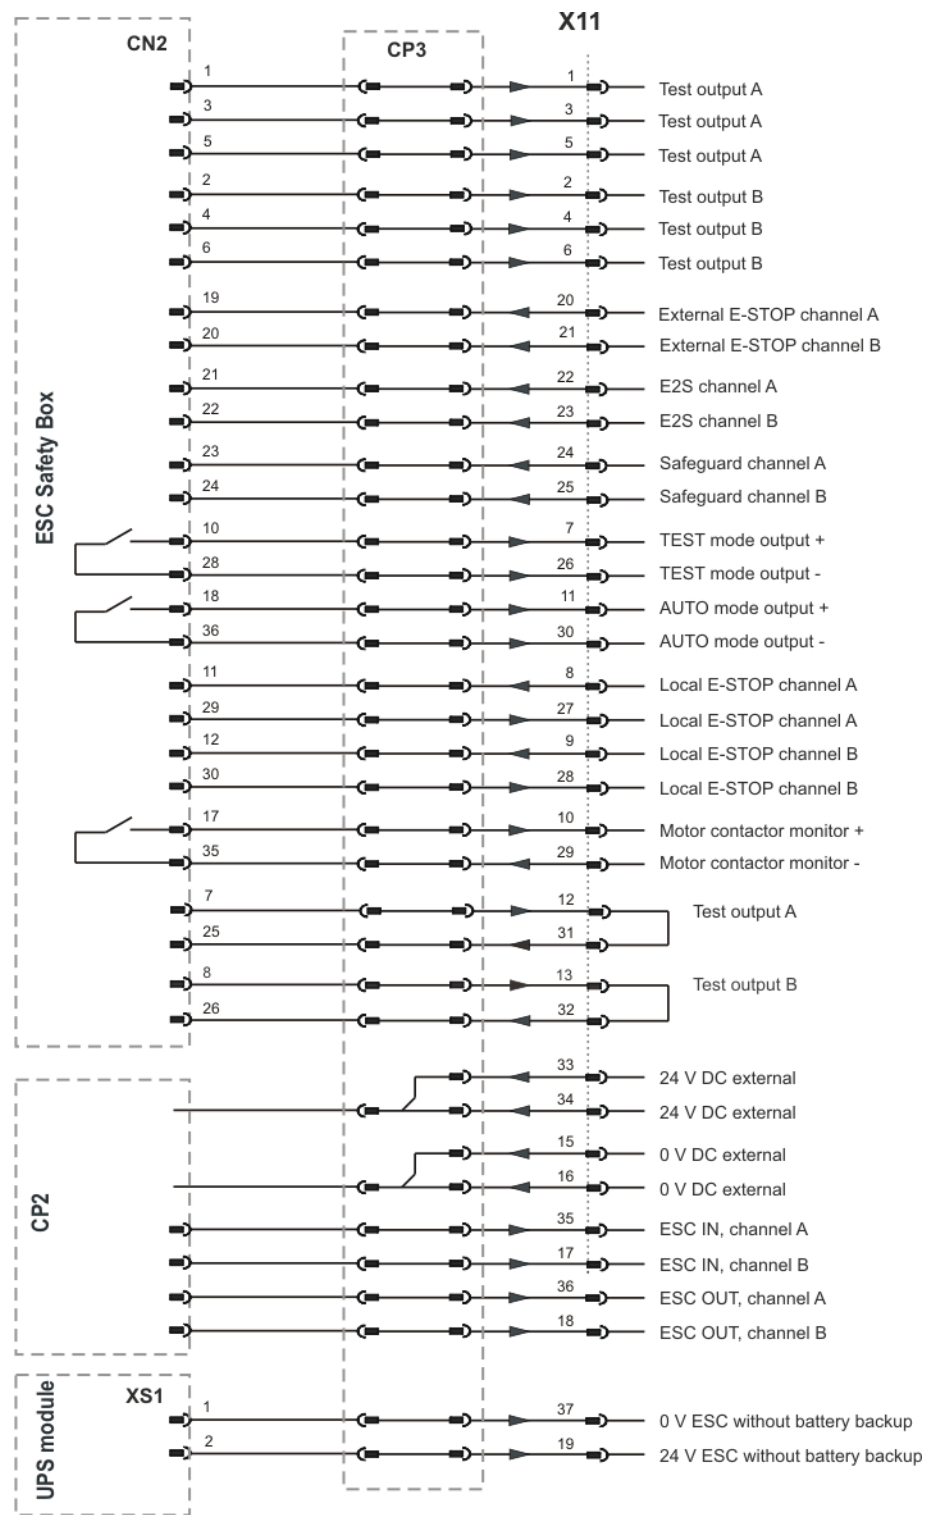 X11
CN2
CP3
1 1 Test output A
3 3 Test output A
5 5 Test output A
2 2 Test output B
4 4 Test output B
6 6 Test output B
19 20 External E-STOP channel A
20 21 External E-STOP channel B
21 22 E2S channel A
22 23 E2S channel B
23 24 Safeguard channel A
24 25 Safeguard channel B
ESC Safety Box
10 7 TEST mode output +
28 26 TEST mode output -
18 11 AUTO mode output +
36 30 AUTO mode output -
11 8 Local E-STOP channel A
29 27 Local E-STOP channel A
12 9 Local E-STOP channel B
30 28 Local E-STOP channel B
17 10 Motor contactor monitor +
35 29 Motor contactor monitor -
7 12 Test output A
25 31
8 13 Test output B
26 32
33 24 V DC external
34 24 V DC external
15 0 V DC external
16 0 V DC external
CP2
35 ESC IN, channel A
17 ESC IN, channel B
36 ESC OUT, channel A
18 ESC OUT, channel B
UPS module
XS1
1 37 0 V ESC without battery backup
2 19 24 V ESC without battery backup